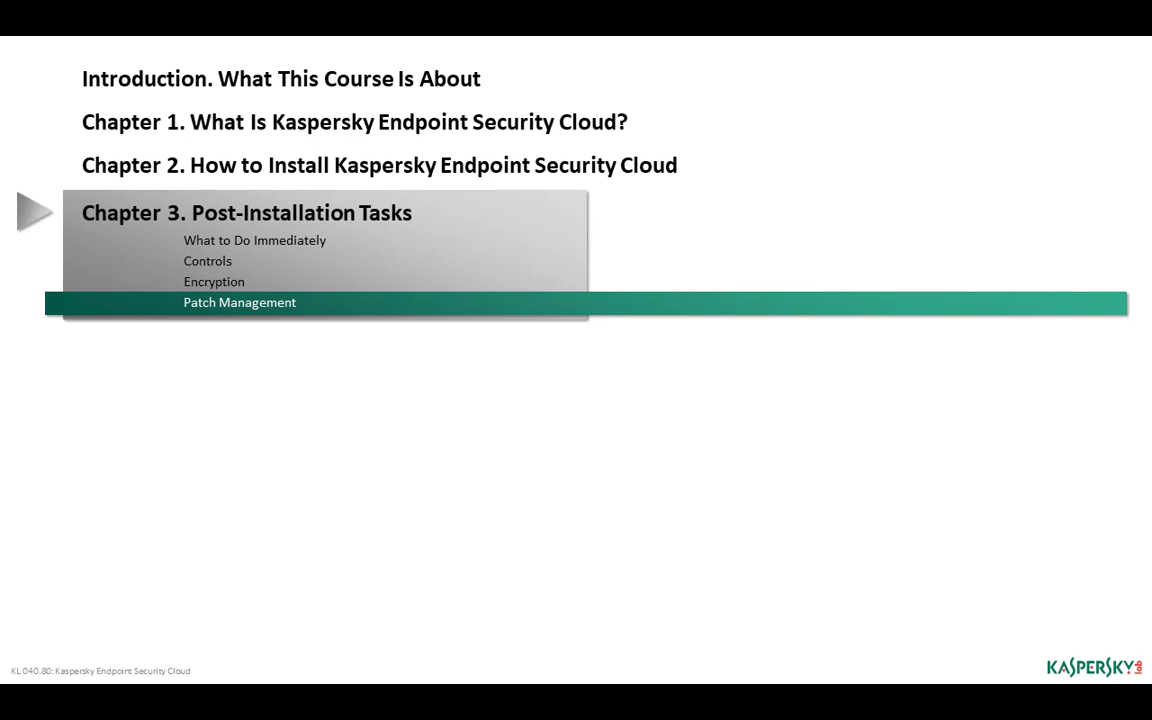 Introduction. What This Course Is About
Chapter 1. What Is Kaspersky Endpoint Security Cloud?
Chapter 2. How to Install Kaspersky Endpoint Security Cloud
Chapter 3. Post-Installation Tasks
What to Do Immediately
Controls
Encryption
Patch Management
KL 040.80: Kaspersky Endpoint Security Cloud
KASPERSKY lab